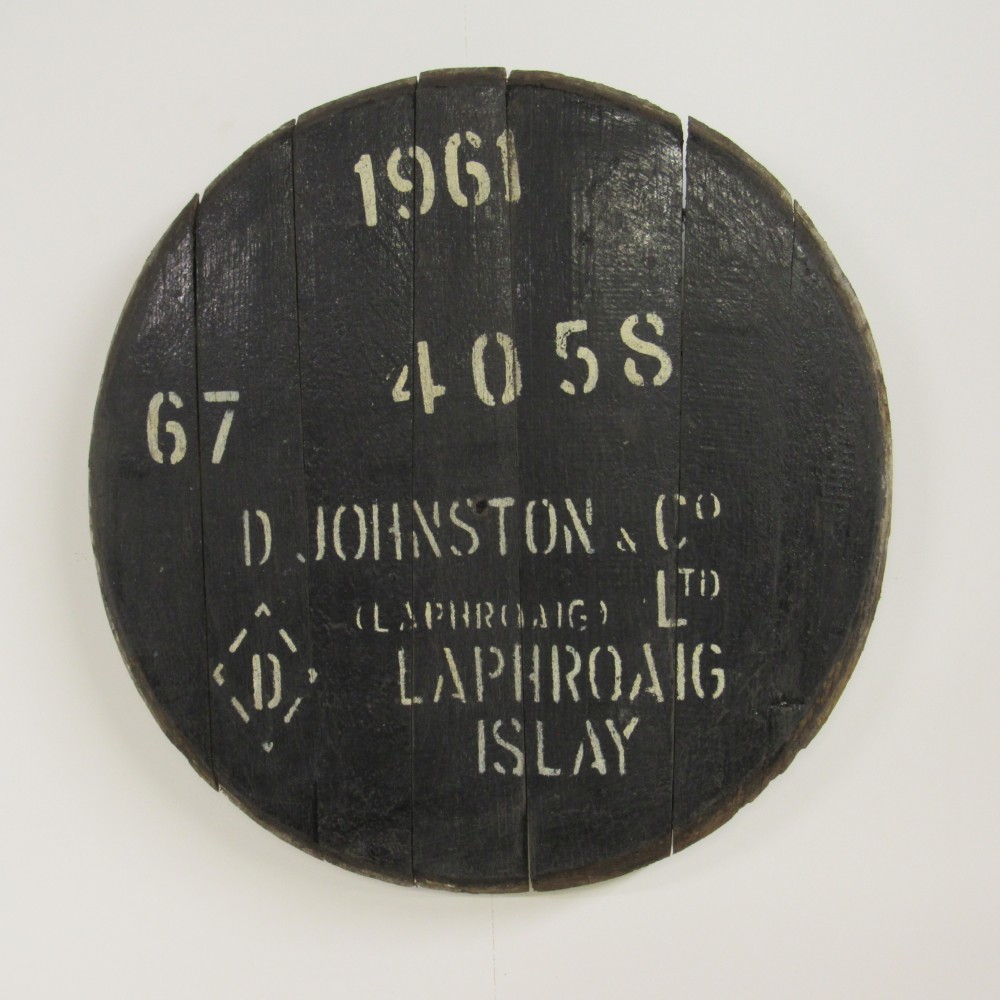 1961
405S
67
D JOHNSTON & Cº
(LAPHROAIG) LTD
D LAPHROAIG
ISLAY